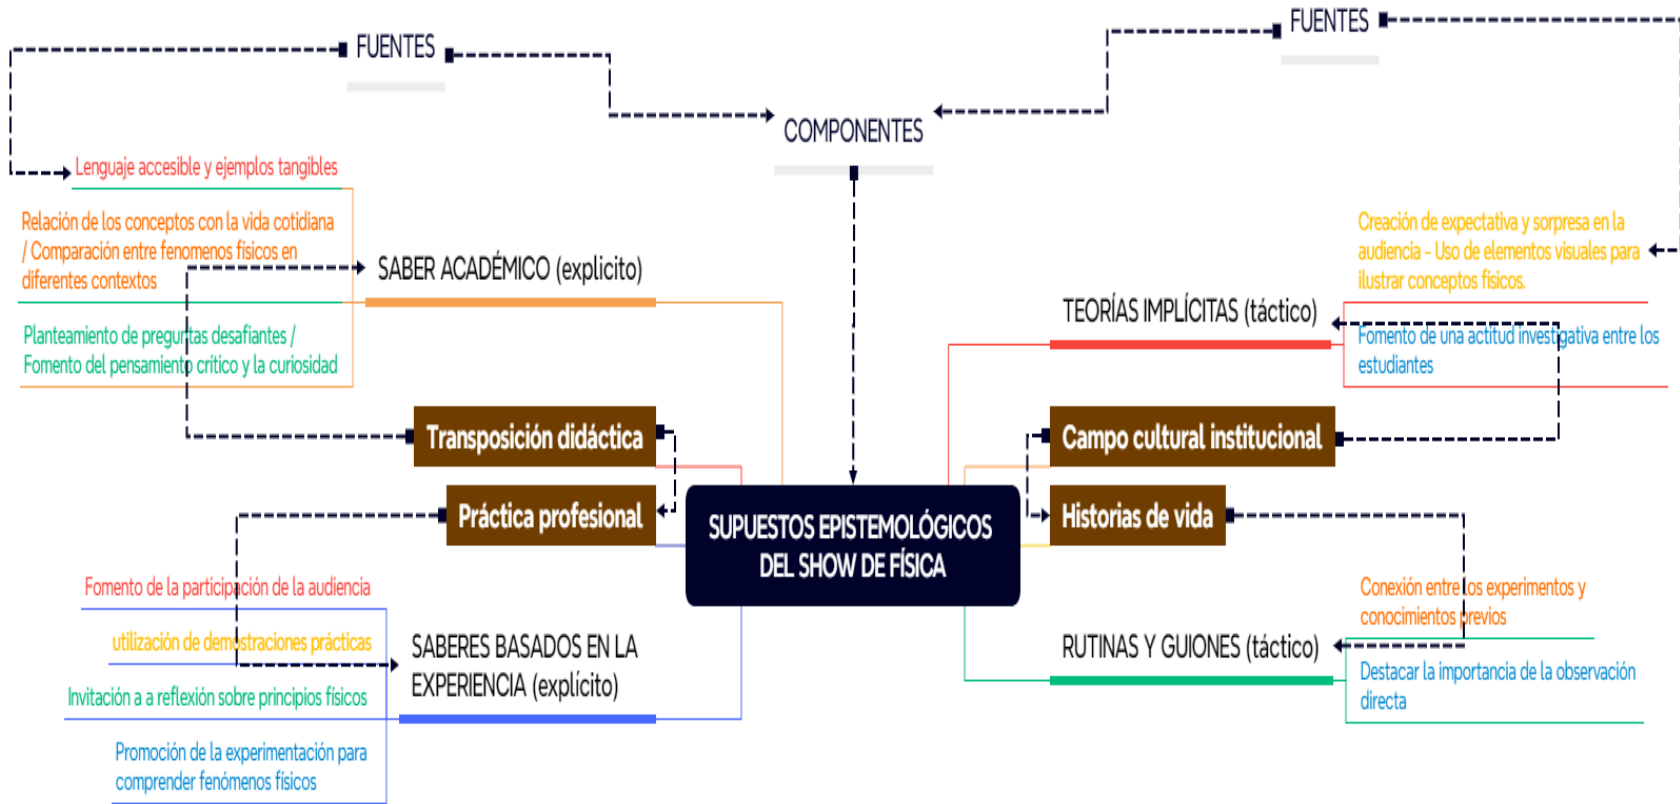 FUENTES
FUENTES
COMPONENTES
Lenguaje accesible y ejemplos tangibles
Relación de los conceptos con la vida cotidiana
/ Comparación entre fenomenos físicos en
diferentes contextos
Planteamiento de preguntas desafiantes /
Fomento del pensamiento crítico y la curiosidad
SABER ACADÉMICO (explicito)
Transposición didáctica
Práctica profesional
Fomento de la participación de la audiencia
utilización de demostraciones prácticas
Invitación a a reflexión sobre principios físicos
Promoción de la experimentación para
comprender fenómenos físicos
SABERES BASADOS EN LA
EXPERIENCIA (explícito)
SUPUESTOS EPISTEMOLÓGICOS
DEL SHOW DE FÍSICA
TEORÍAS IMPLÍCITAS (táctico)
Creación de expectativa y sorpresa en la
audiencia - Uso de elementos visuales para
ilustrar conceptos físicos.
Fomento de una actitud investigativa entre los
estudiantes
Campo cultural institucional
Historias de vida
RUTINAS Y GUIONES (táctico)
Conexión entre los experimentos y
conocimientos previos
Destacar la importancia de la observación
directa